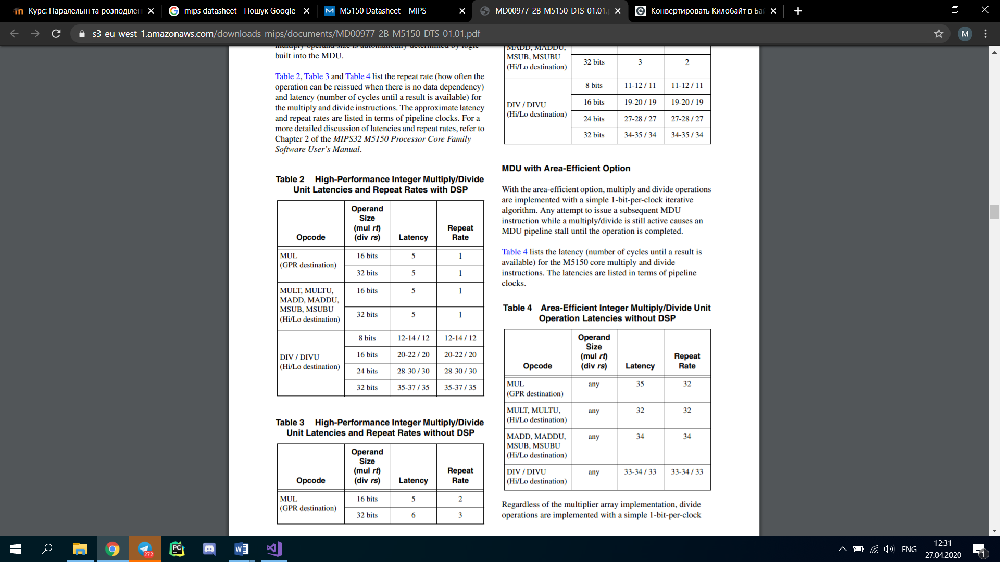 Курс: Паралельні та розподілен
mips datasheet - Пошук Google
M5150 Datasheet – MIPS
MD00977-2B-M5150-DTS-01.01.p
Конвертировать Килобайт в Бай
s3-eu-west-1.amazonaws.com/downloads-mips/documents/MD00977-2B-M5150-DTS-01.01.pdf
M
multiply operand size is automatically determined by logic
built into the MDU.
Table 2, Table 3 and Table 4 list the repeat rate (how often the
operation can be reissued when there is no data dependency)
and latency (number of cycles until a result is available) for
the multiply and divide instructions. The approximate latency
and repeat rates are listed in terms of pipeline clocks. For a
more detailed discussion of latencies and repeat rates, refer to
Chapter 2 of the MIPS32 M5150 Processor Core Family
Software User's Manual.
Table 2 High-Performance Integer Multiply/Divide
Unit Latencies and Repeat Rates with DSP
Operand
Size
(mul rt) Repeat
Opcode (div rs) Latency Rate
MUL 16 bits 5 1
(GPR destination)
32 bits 5 1
MULT, MULTU, 16 bits 5 1
MADD, MADDU,
MSUB, MSUBU
32 bits 5 1
(Hi/Lo destination)
8 bits 12-14 / 12 12-14 / 12
DIV / DIVU 16 bits 20-22 / 20 20-22 / 20
(Hi/Lo destination)
24 bits 28-30 / 30 28-30 / 30
32 bits 35-37 / 35 35-37 / 35
Table 3 High-Performance Integer Multiply/Divide
Unit Latencies and Repeat Rates without DSP
Operand
Size
(mul rt) Repeat
Opcode (div rs) Latency Rate
MUL 16 bits 5 2
(GPR destination)
32 bits 6 3
MADD, MADDU,
MSUB, MSUBU
32 bits 3 2
(Hi/Lo destination)
8 bits 11-12 / 11 11-12 / 11
DIV / DIVU 16 bits 19-20 / 19 19-20 / 19
(Hi/Lo destination)
24 bits 27-28 / 27 27-28 / 27
32 bits 34-35 / 34 34-35 / 34
MDU with Area-Efficient Option
With the area-efficient option, multiply and divide operations
are implemented with a simple 1-bit-per-clock iterative
algorithm. Any attempt to issue a subsequent MDU
instruction while a multiply/divide is still active causes an
MDU pipeline stall until the operation is completed.
Table 4 lists the latency (number of cycles until a result is
available) for the M5150 core multiply and divide
instructions. The latencies are listed in terms of pipeline
clocks.
Table 4 Area-Efficient Integer Multiply/Divide Unit
Operation Latencies without DSP
Operand
Size
(mul rt) Repeat
Opcode (div rs) Latency Rate
MUL any 35 32
(GPR destination)
MULT, MULTU, any 32 32
(Hi/Lo destination)
MADD, MADDU, any 34 34
MSUB, MSUBU
(Hi/Lo destination)
DIV / DIVU any 33-34 / 33 33-34 / 33
(Hi/Lo destination)
Regardless of the multiplier array implementation, divide
operations are implemented with a simple 1-bit-per-clock
272
PC
W
ENG
12:31
27.04.2020
1